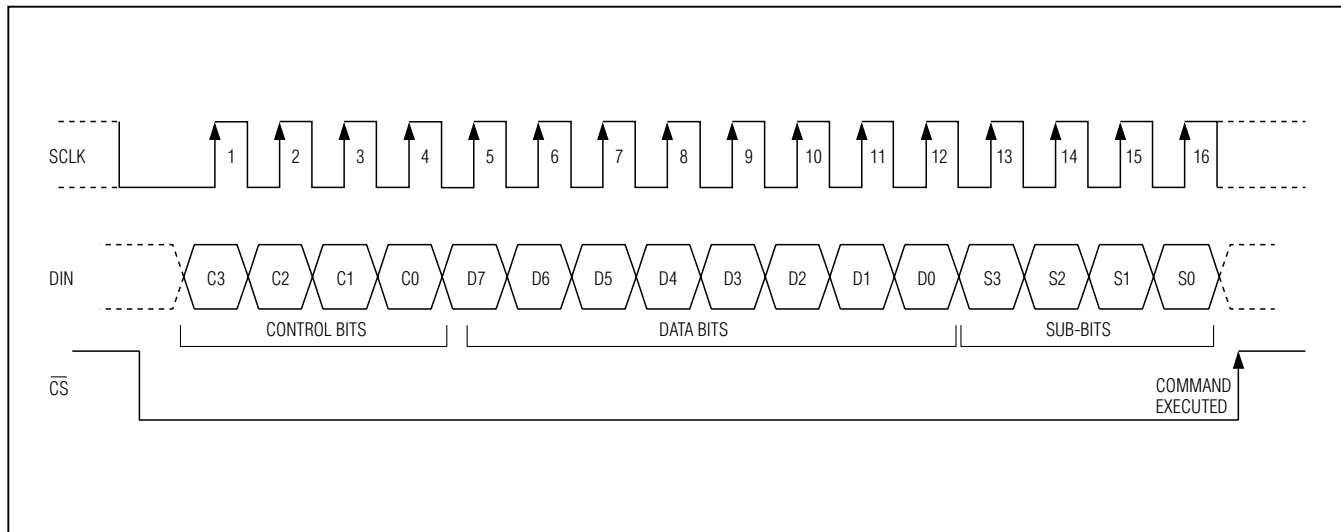 SCLK 1 2 3 4 5 6 7 8 9 10 11 12 13 14 15 16
DIN C3 C2 C1 C0 D7 D6 D5 D4 D3 D2 D1 D0 S3 S2 S1 S0
CONTROL BITS DATA BITS SUB-BITS
C̅S̅ COMMAND
EXECUTED